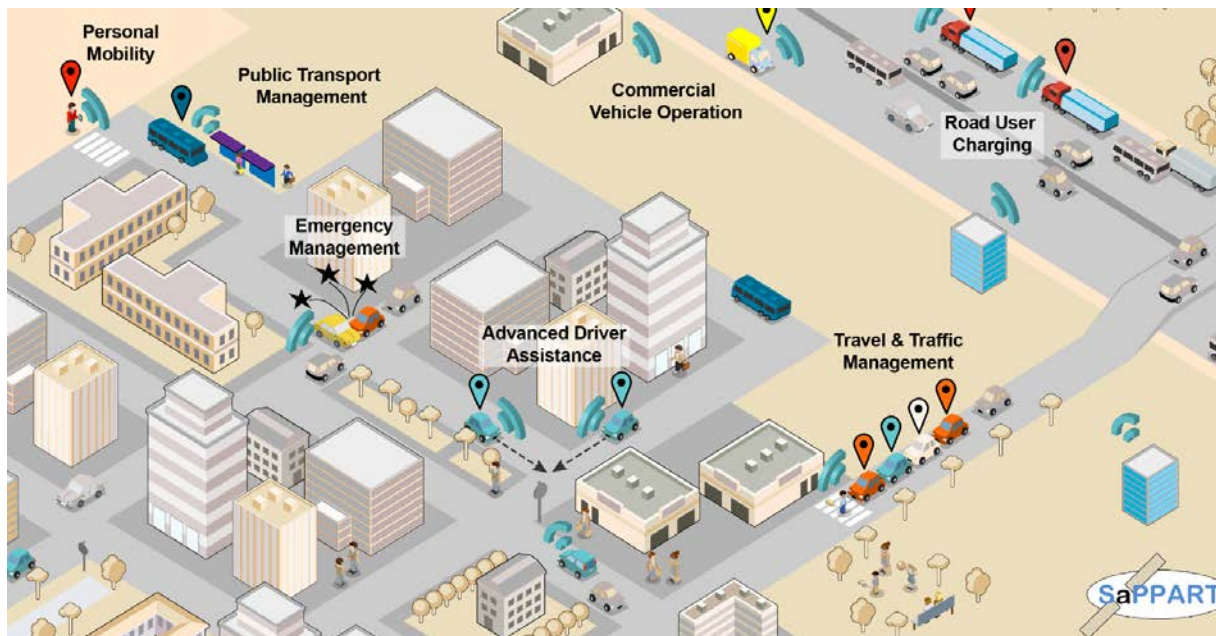 Personal
Mobility
Public Transport
Management
Commercial
Vehicle Operation
Road User
Charging
Emergency
Management
Advanced Driver
Assistance
Travel & Traffic
Management
SaPPART